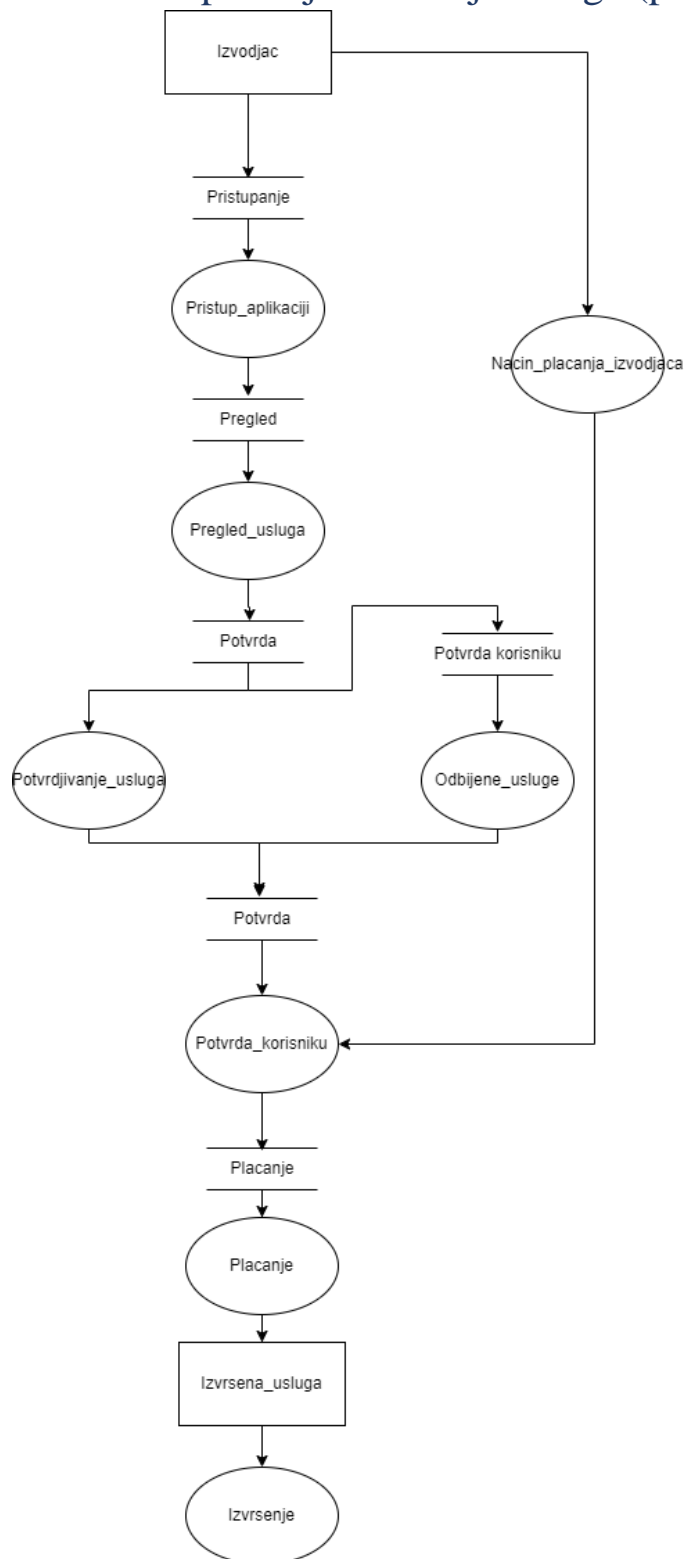 Izvodjac
Pristupanje
Pristup_aplikaciji
Nacin_placanja_izvodjaca
Pregled
Pregled_usluga
Potvrda
Potvrda korisniku
Potvrdjivanje_usluga
Odbijene_usluge
Potvrda
Potvrda_korisniku
Placanje
Placanje
Izvrsena_usluga
Izvrsenje